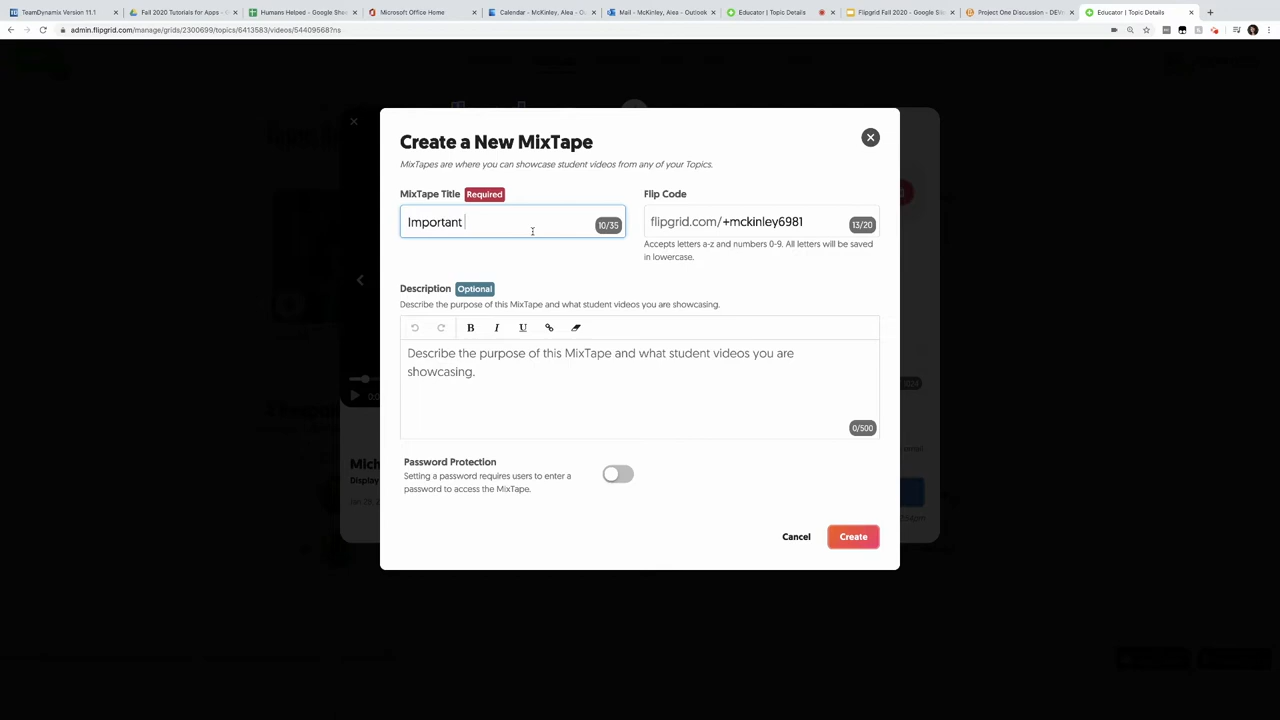 TeamDynamix Version 11.1
Fall 2020 Tutorials for Apps - G
Humans Helped - Google Shee
Microsoft Office Home
Calendar - McKinley, Alea - Ou
Mail - McKinley, Alea - Outlook
Educator | Topic Details
Flipgrid Fall 2020 - Google Slid
Project One Discussion - DEV
Educator | Topic Details
admin.flipgrid.com/manage/grids/2300699/topics/6413583/videos/54409568?ns
Create a New MixTape
MixTapes are where you can showcase student videos from any of your Topics.
MixTape Title Required
Flip Code
Important
10/35
flipgrid.com/+mckinley6981
13/20
Accepts letters a-z and numbers 0-9. All letters will be saved
in lowercase.
Description Optional
Describe the purpose of this MixTape and what student videos you are showcasing.
B I U
Describe the purpose of this MixTape and what student videos you are
showcasing.
0/500
Mich
Display
Password Protection
Setting a password requires users to enter a
password to access the MixTape.
Cancel
Create